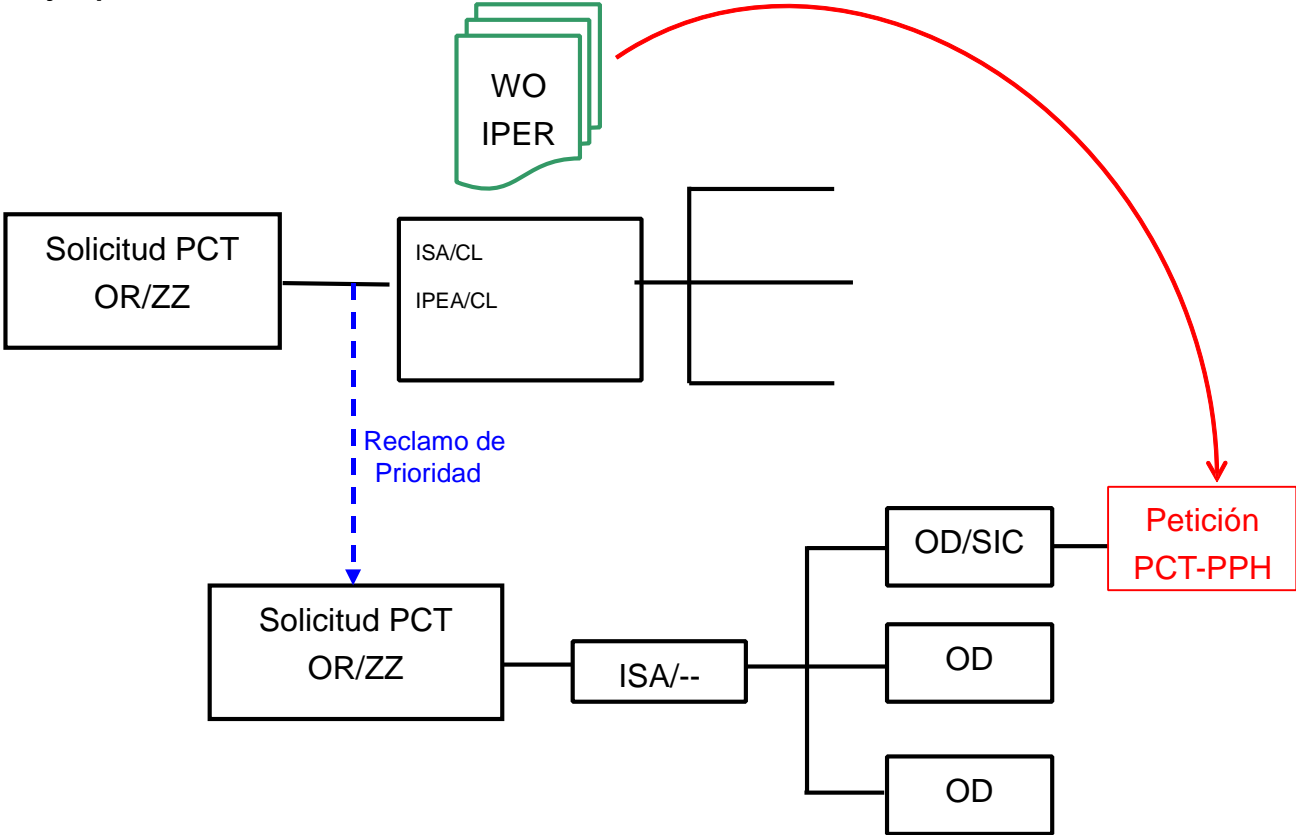 WO
IPER
Solicitud PCT
OR/ZZ
ISA/CL
IPEA/CL
Reclamo de
Prioridad
Solicitud PCT
OR/ZZ
ISA/--
OD/SIC
OD
OD
Petición
PCT-PPH